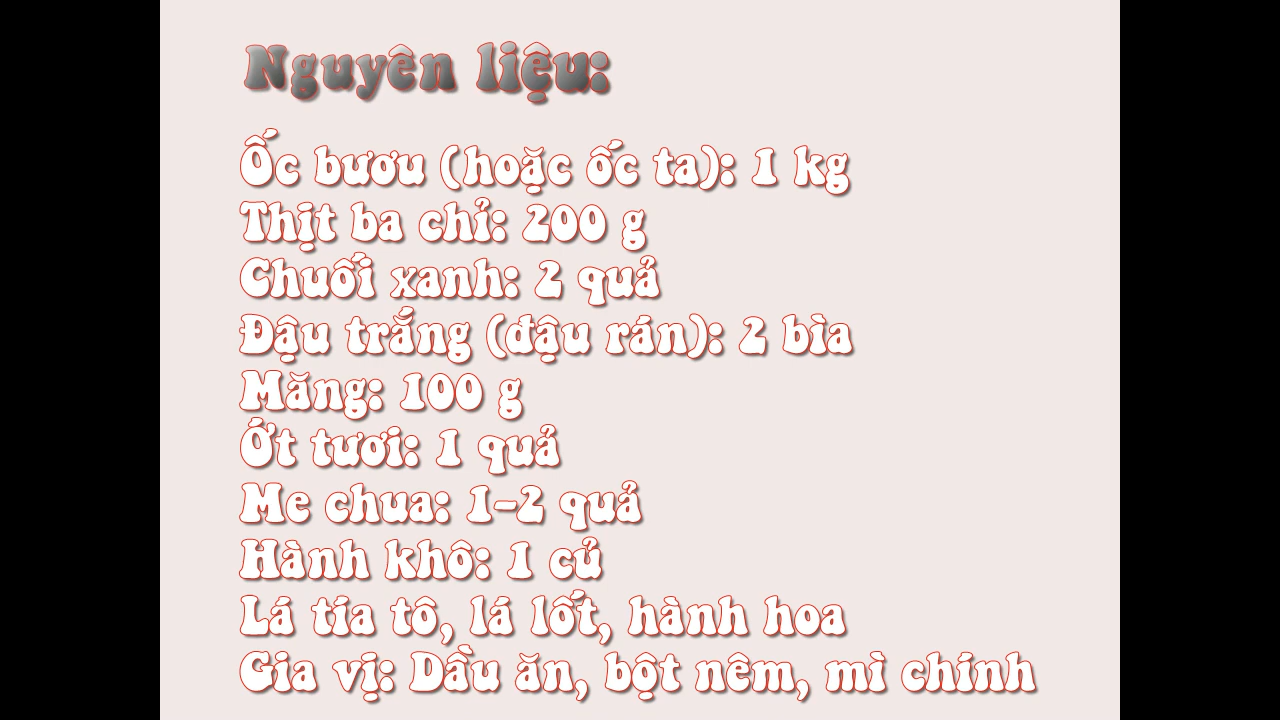 Nguyên liệu:
Ốc bươu (hoặc ốc ta): 1 kg
Thịt ba chỉ: 200 g
Chuối xanh: 2 quả
Đậu trắng (đậu rán): 2 bìa
Măng: 100 g
Ớt tươi: 1 quả
Me chua: 1-2 quả
Hành khô: 1 củ
Lá tía tô, lá lốt, hành hoa
Gia vị: Dầu ăn, bột nêm, mì chính